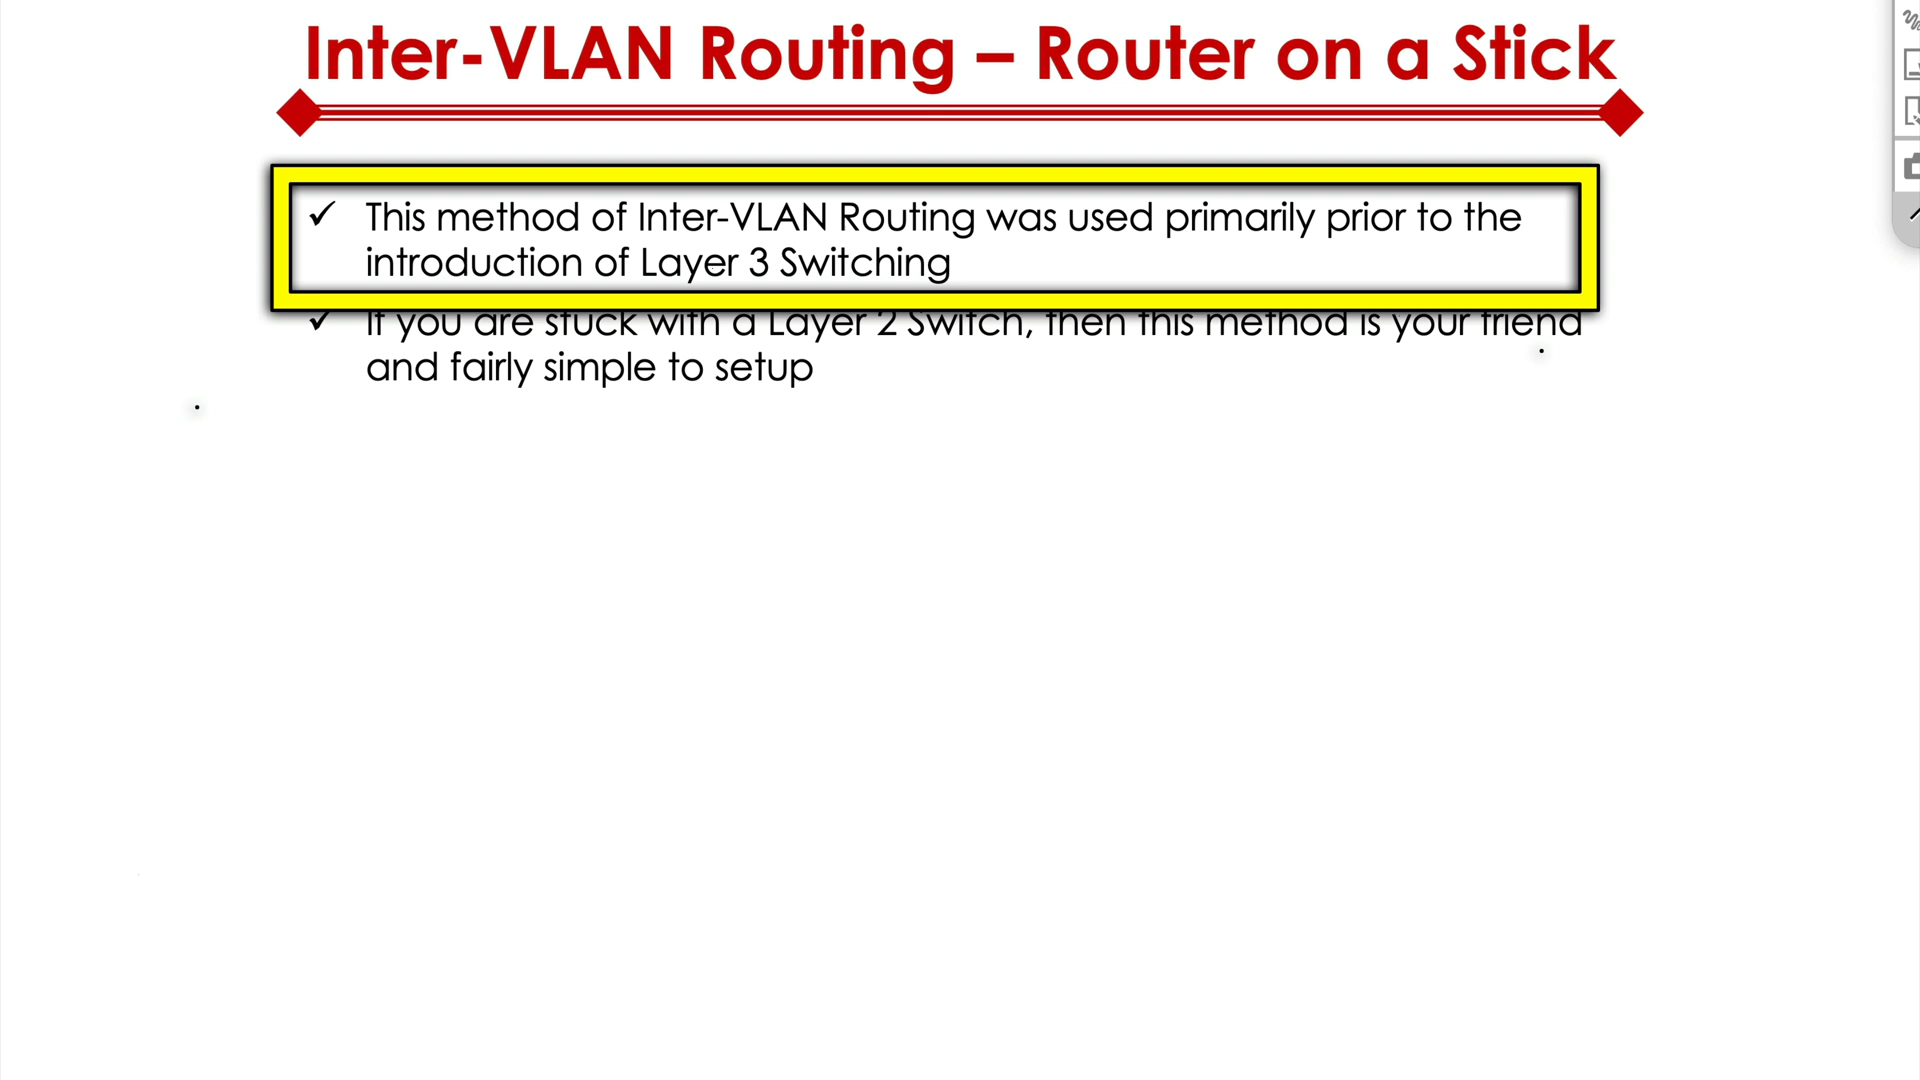 Inter-VLAN Routing – Router on a Stick
✓ This method of Inter-VLAN Routing was used primarily prior to the
introduction of Layer 3 Switching
✓ If you are stuck with a Layer 2 Switch, then this method is your friend
and fairly simple to setup